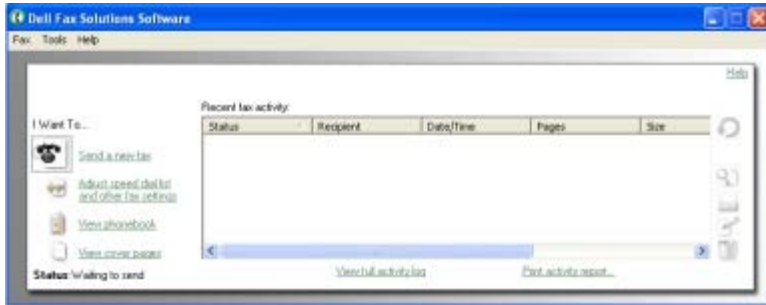 Dell Fax Solutions Software
Fax Tools Help
Help
Recent fax activity:
I Want To...
Status Recipient Date/Time Pages Size
Send a new fax
Adjust speed dial list
and other fax settings
View phonebook
View cover pages
Status: Waiting to send
View full activity log
Print activity report...